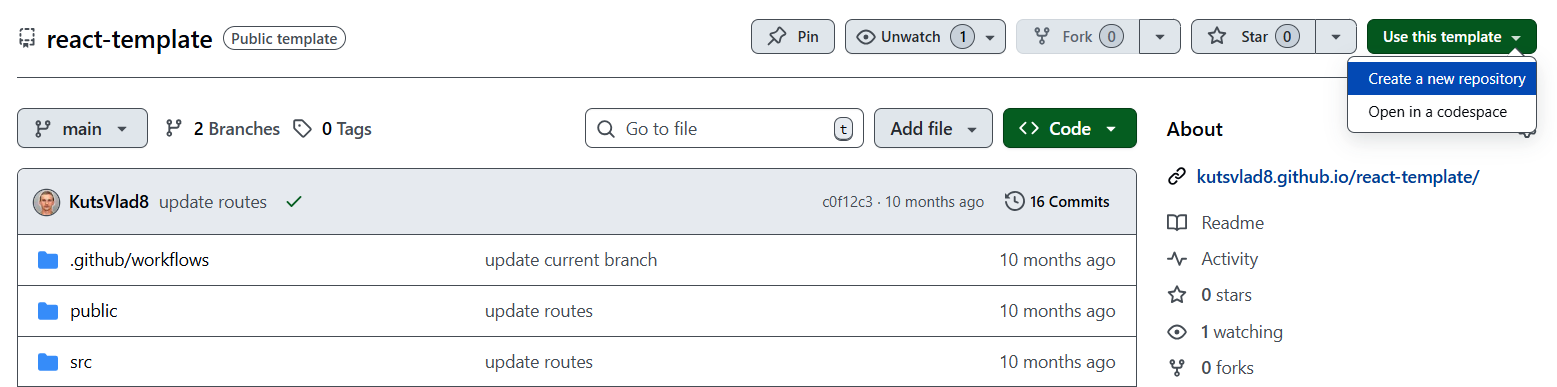 react-template Public template Pin Unwatch 1 Fork 0 Star 0 Use this template
Create a new repository
Open in a codespace
main 2 Branches 0 Tags Go to file t Add file <> Code About
kutsvlad8.github.io/react-template/
KutsVlad8 update routes c0f12c3 · 10 months ago 16 Commits
Readme
.github/workflows update current branch 10 months ago
Activity
0 stars
public update routes 10 months ago
1 watching
src update routes 10 months ago
0 forks